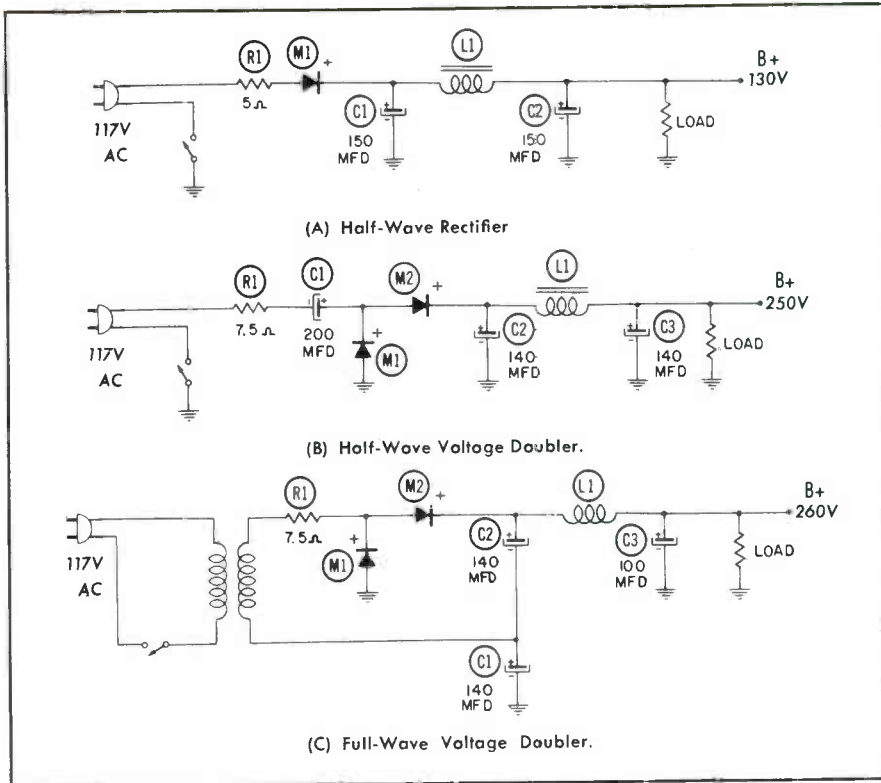 R1
M1
+
L1
B+
130V
5Ω
C1
C2
117V
AC
150
MFD
150
MFD
LOAD
(A) Half-Wave Rectifier
R1
C1
M2
+
L1
B+
250V
7.5Ω
200
MFD
+
M1
C2
140
MFD
C3
140
MFD
LOAD
117V
AC
(B) Half-Wave Voltage Doubler.
R1
M2
+
L1
B+
260V
7.5Ω
+
M1
C2
140
MFD
C3
100
MFD
LOAD
117V
AC
C1
140
MFD
(C) Full-Wave Voltage Doubler.